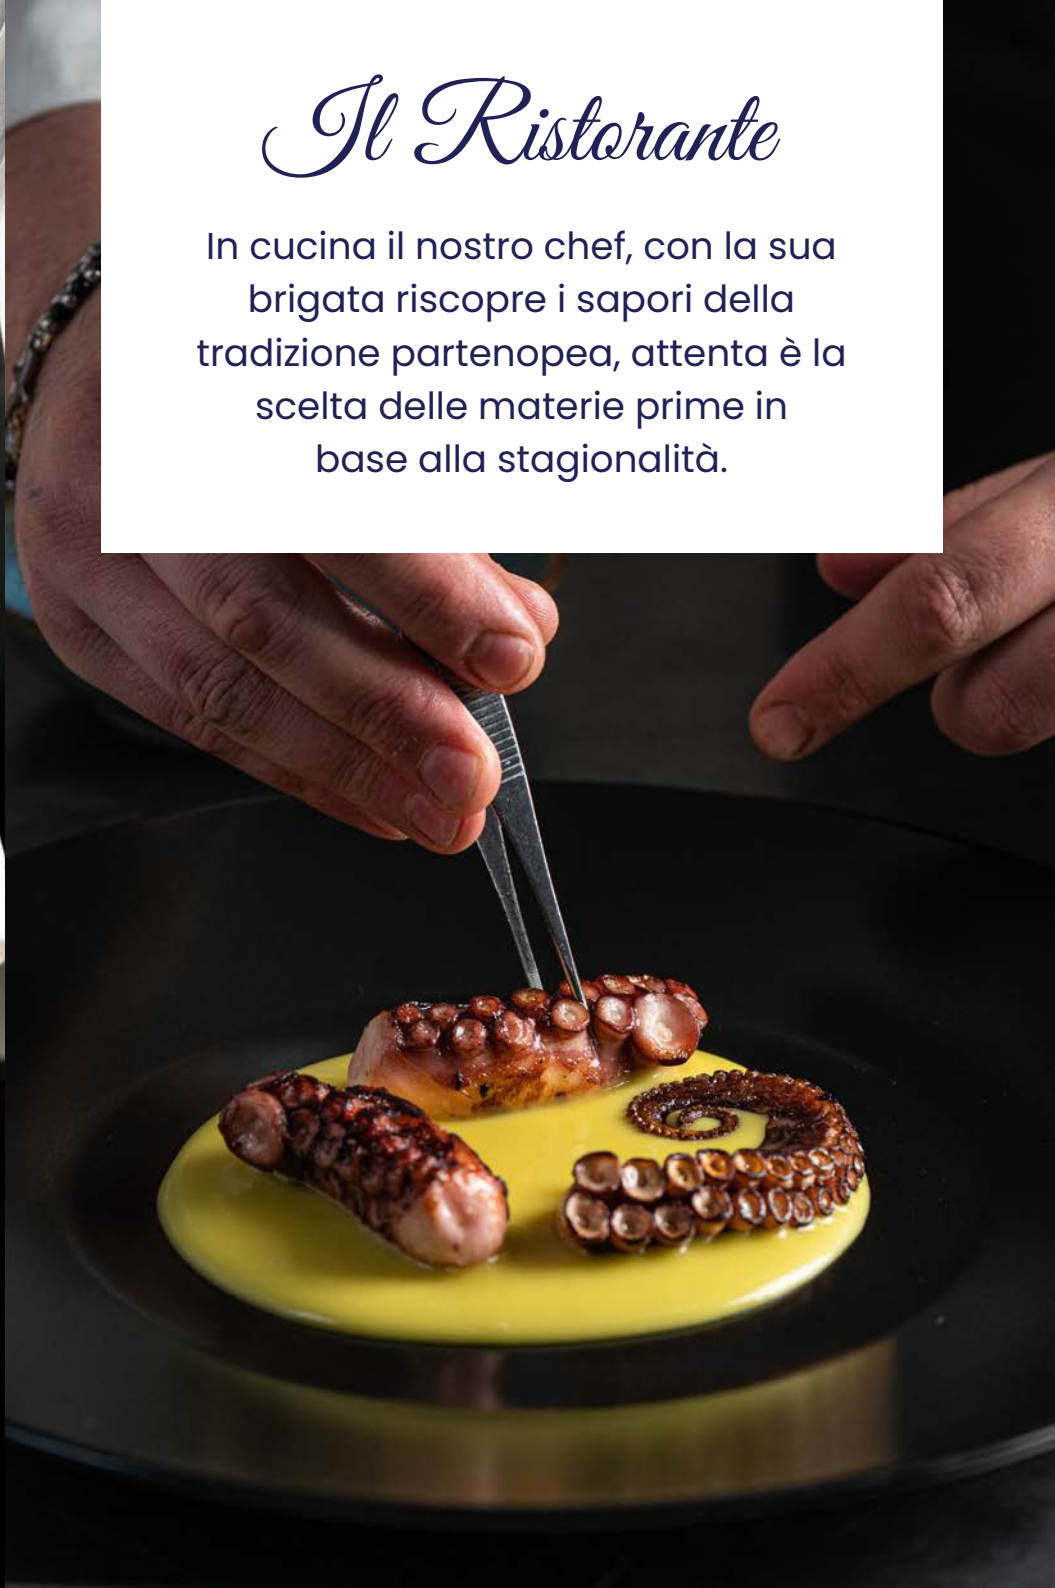 Il Ristorante
In cucina il nostro chef, con la sua
brigata riscopre i sapori della
tradizione partenopea, attenta è la
scelta delle materie prime in
base alla stagionalità.